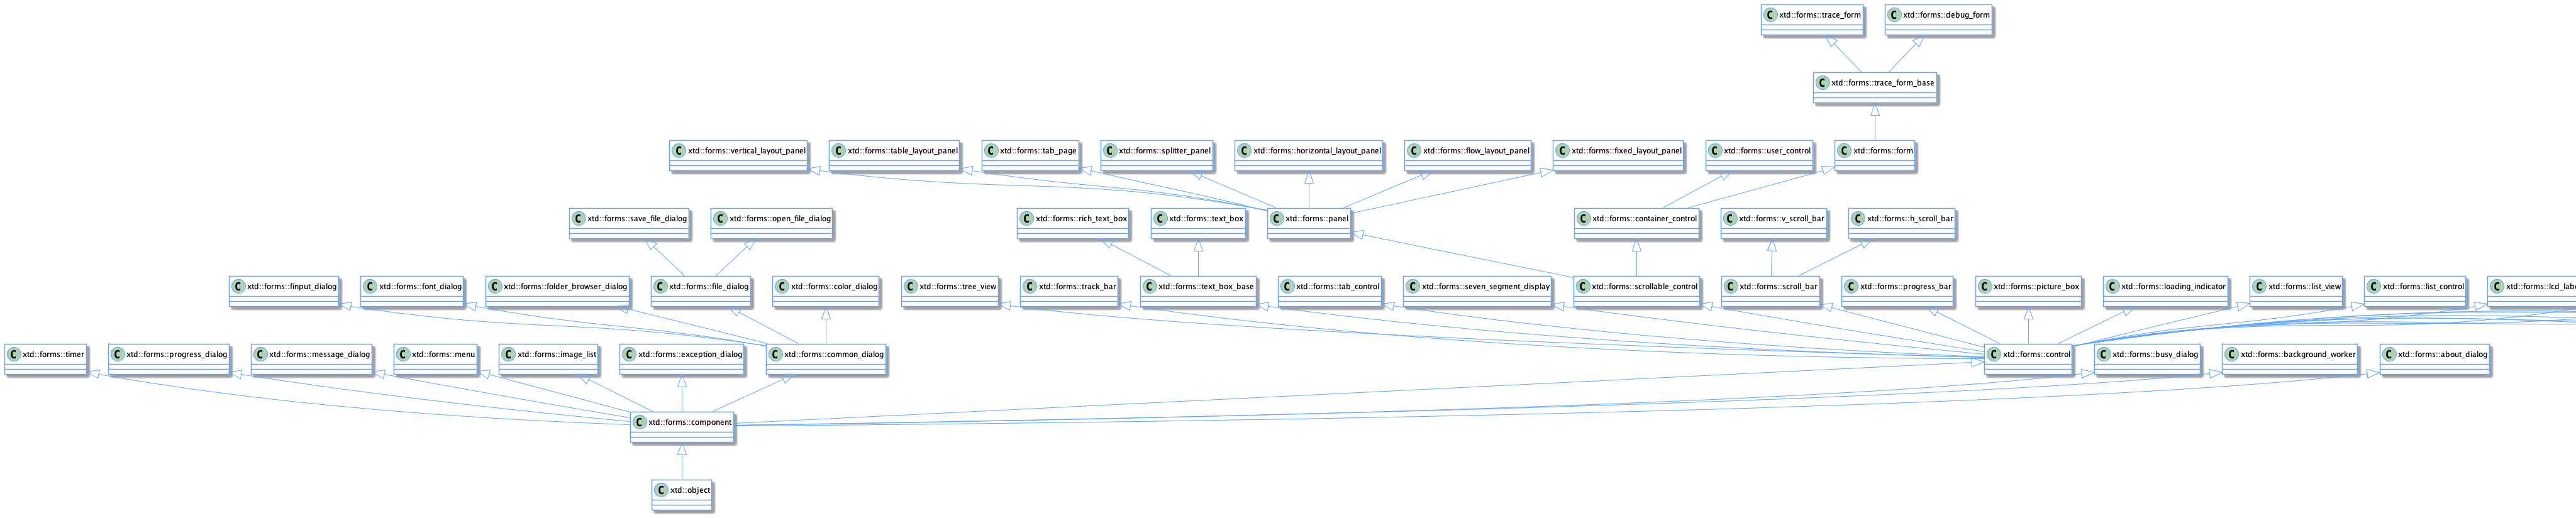 C xtd::forms::trace_form
C xtd::forms::debug_form
C xtd::forms::trace_form_base
C xtd::forms::vertical_layout_panel
C xtd::forms::table_layout_panel
C xtd::forms::tab_page
C xtd::forms::splitter_panel
C xtd::forms::horizontal_layout_panel
C xtd::forms::flow_layout_panel
C xtd::forms::fixed_layout_panel
C xtd::forms::user_control
C xtd::forms::form
C xtd::forms::save_file_dialog
C xtd::forms::open_file_dialog
C xtd::forms::rich_text_box
C xtd::forms::text_box
C xtd::forms::panel
C xtd::forms::container_control
C xtd::forms::v_scroll_bar
C xtd::forms::h_scroll_bar
C xtd::forms::finput_dialog
C xtd::forms::font_dialog
C xtd::forms::folder_browser_dialog
C xtd::forms::file_dialog
C xtd::forms::color_dialog
C xtd::forms::tree_view
C xtd::forms::track_bar
C xtd::forms::text_box_base
C xtd::forms::tab_control
C xtd::forms::seven_segment_display
C xtd::forms::scrollable_control
C xtd::forms::scroll_bar
C xtd::forms::progress_bar
C xtd::forms::picture_box
C xtd::forms::loading_indicator
C xtd::forms::list_view
C xtd::forms::list_control
C xtd::forms::lcd_labe
C xtd::forms::timer
C xtd::forms::progress_dialog
C xtd::forms::message_dialog
C xtd::forms::menu
C xtd::forms::image_list
C xtd::forms::exception_dialog
C xtd::forms::common_dialog
C xtd::forms::control
C xtd::forms::busy_dialog
C xtd::forms::background_worker
C xtd::forms::about_dialog
C xtd::forms::component
C xtd::object